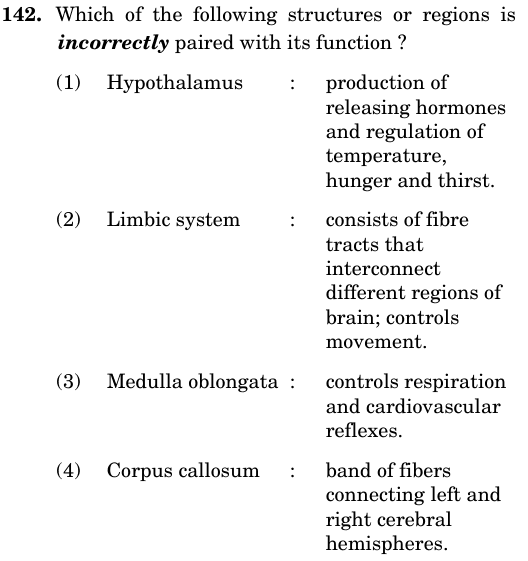 142. Which of the following structures or regions is
incorrectly paired with its function ?
(1) Hypothalamus : production of
releasing hormones
and regulation of
temperature,
hunger and thirst.
(2) Limbic system : consists of fibre
tracts that
interconnect
different regions of
brain; controls
movement.
(3) Medulla oblongata : controls respiration
and cardiovascular
reflexes.
(4) Corpus callosum : band of fibers
connecting left and
right cerebral
hemispheres.